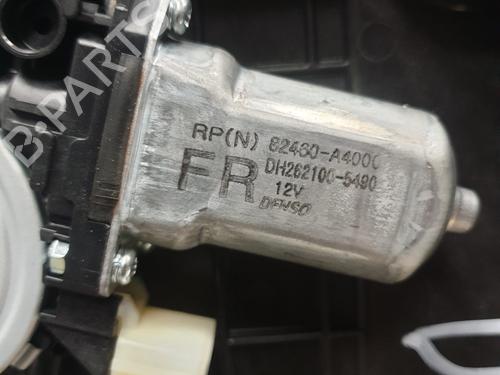 B-PARTS
RP(N) 82460-A4000
FR DH262100-5490
12V
DENSO